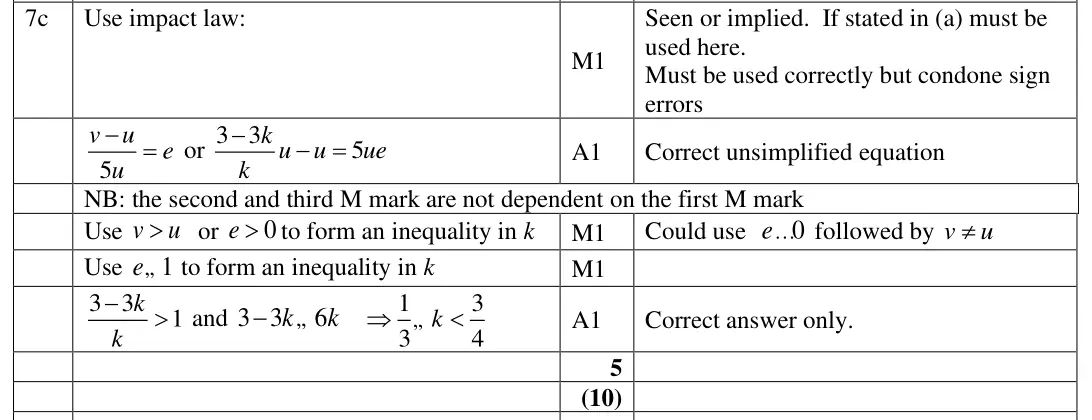 7c Use impact law: M1 Seen or implied. If stated in (a) must be
used here.
Must be used correctly but condone sign
errors
(v − u)/5u = e or (3 − 3k)/k u − u = 5ue A1 Correct unsimplified equation
NB: the second and third M mark are not dependent on the first M mark
Use v > u or e > 0 to form an inequality in k M1 Could use e…0 followed by v ≠ u
Use e„ 1 to form an inequality in k M1
(3 − 3k)/k > 1 and 3 − 3k„ 6k ⇒ 1/3 „ k < 3/4 A1 Correct answer only.
5
(10)